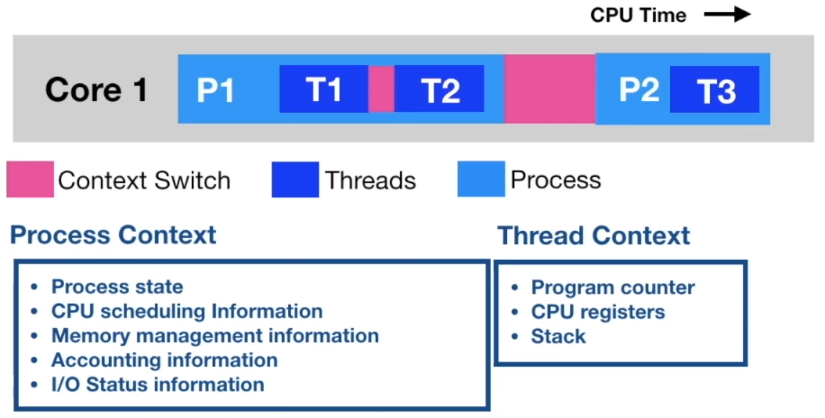 CPU Time
Core 1 P1 T1 T2 P2 T3
Context Switch Threads Process
Process Context
• Process state
• CPU scheduling Information
• Memory management information
• Accounting information
• I/O Status information
Thread Context
• Program counter
• CPU registers
• Stack